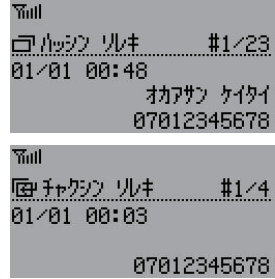 ハッシン リレキ #1/23
01/01 00:48
オカアサン ケイタイ
07012345678
チャクシン リレキ #1/4
01/01 00:03
07012345678